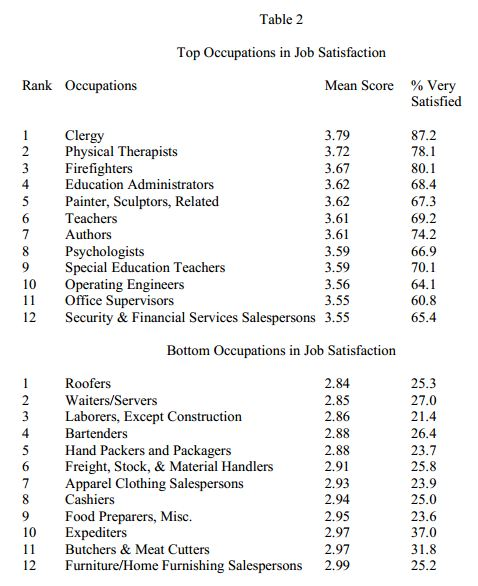 Table 2
Top Occupations in Job Satisfaction
Rank Occupations Mean Score % Very
Satisfied
1 Clergy 3.79 87.2
2 Physical Therapists 3.72 78.1
3 Firefighters 3.67 80.1
4 Education Administrators 3.62 68.4
5 Painter, Sculptors, Related 3.62 67.3
6 Teachers 3.61 69.2
7 Authors 3.61 74.2
8 Psychologists 3.59 66.9
9 Special Education Teachers 3.59 70.1
10 Operating Engineers 3.56 64.1
11 Office Supervisors 3.55 60.8
12 Security & Financial Services Salespersons 3.55 65.4
Bottom Occupations in Job Satisfaction
1 Roofers 2.84 25.3
2 Waiters/Servers 2.85 27.0
3 Laborers, Except Construction 2.86 21.4
4 Bartenders 2.88 26.4
5 Hand Packers and Packagers 2.88 23.7
6 Freight, Stock, & Material Handlers 2.91 25.8
7 Apparel Clothing Salespersons 2.93 23.9
8 Cashiers 2.94 25.0
9 Food Preparers, Misc. 2.95 23.6
10 Expediters 2.97 37.0
11 Butchers & Meat Cutters 2.97 31.8
12 Furniture/Home Furnishing Salespersons 2.99 25.2